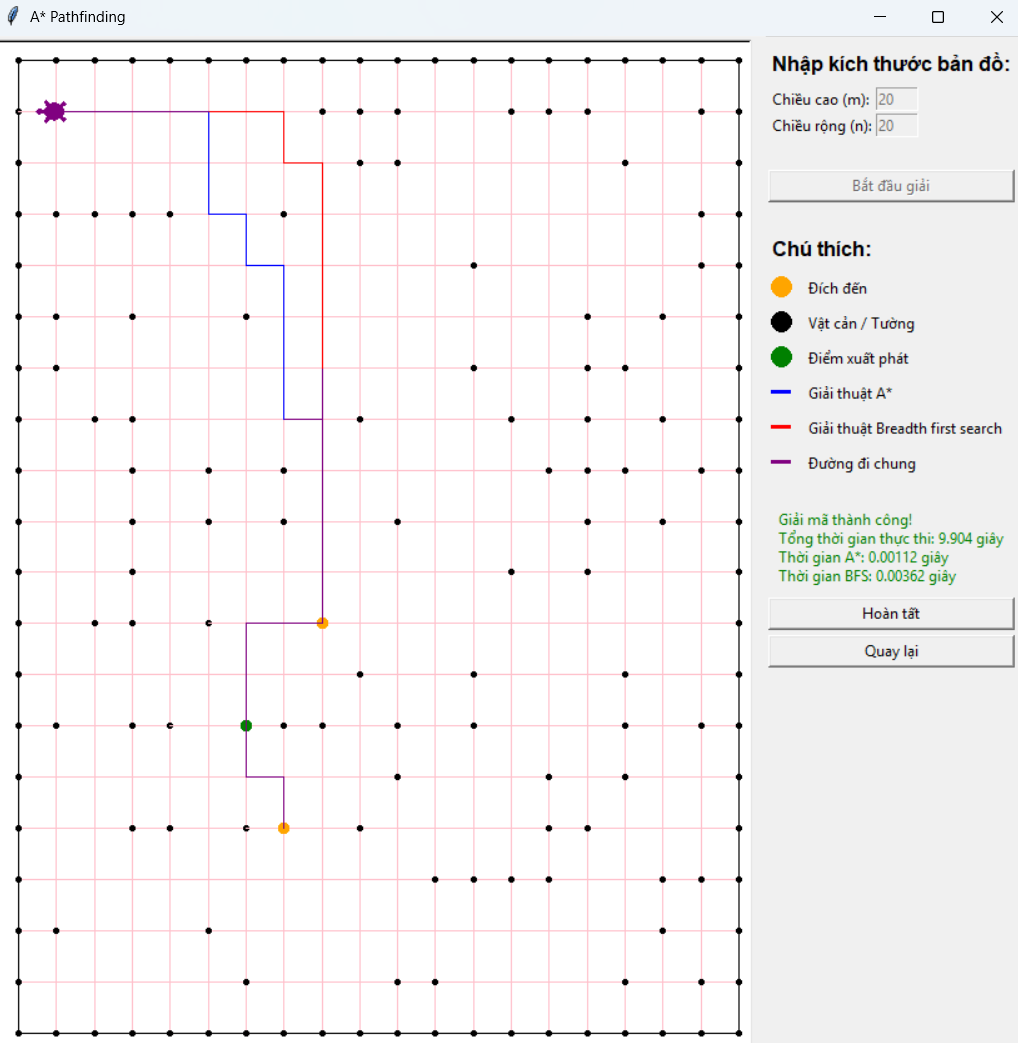 A* Pathfinding
Nhập kích thước bản đồ:
Chiều cao (m): 20
Chiều rộng (n): 20
Bắt đầu giải
Chú thích:
Đích đến
Vật cản / Tường
Điểm xuất phát
Giải thuật A*
Giải thuật Breadth first search
Đường đi chung
Giải mã thành công!
Tổng thời gian thực thi: 9.904 giây
Thời gian A*: 0.00112 giây
Thời gian BFS: 0.00362 giây
Hoàn tất
Quay lại